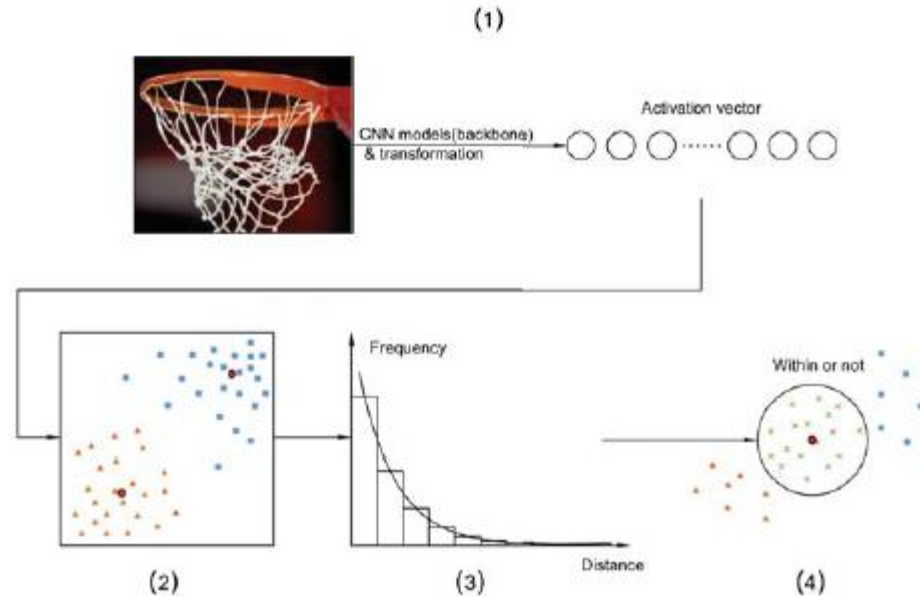 (1)
Activation vector
CNN models(backbone)
& transformation
Frequency
Within or not
Distance
(2)
(3)
(4)